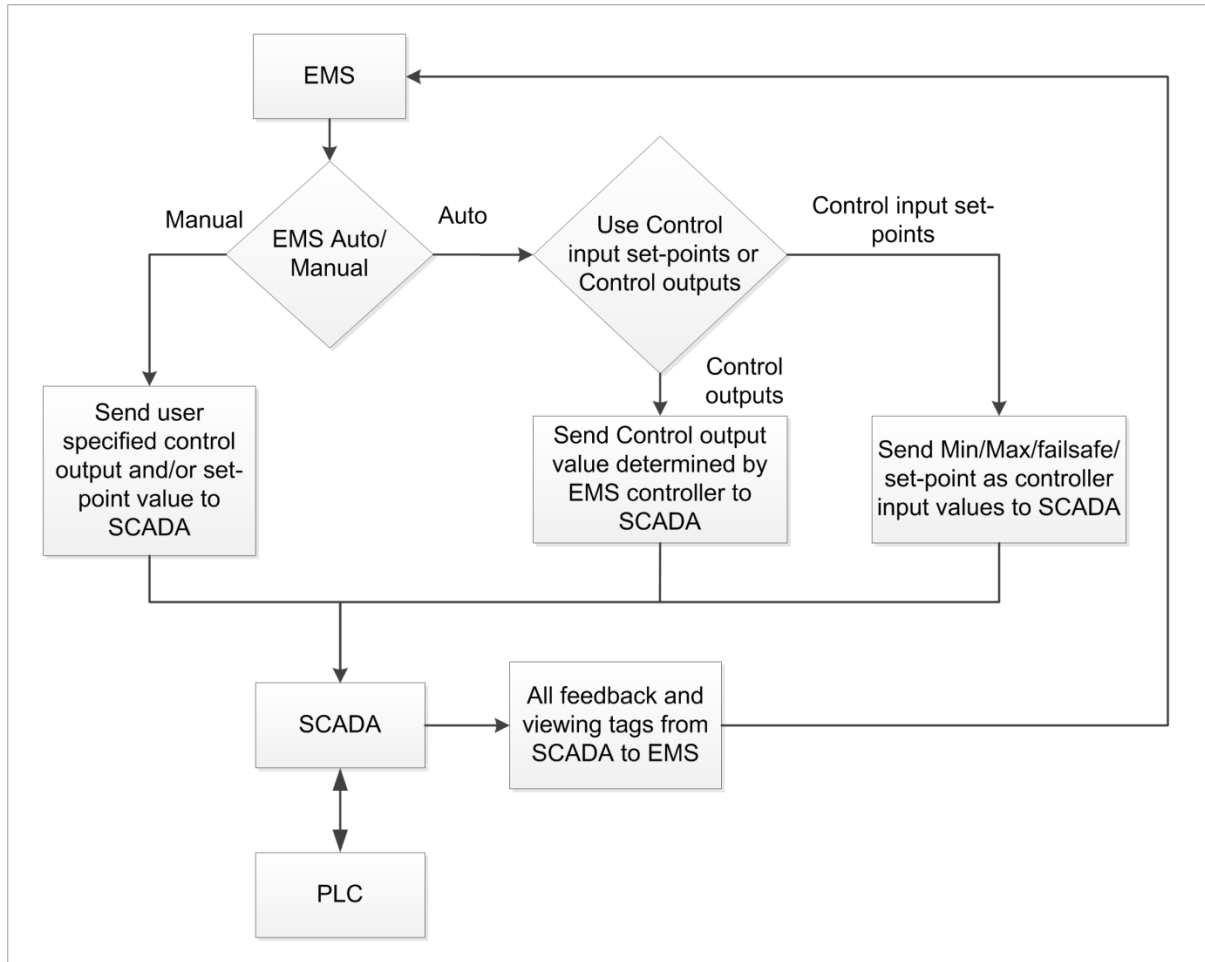 EMS
Manual
EMS Auto/
Manual
Auto
Use Control
input set-points or
Control outputs
Control input set-
points
Control
outputs
Send user
specified control
output and/or set-
point value to
SCADA
Send Control output
value determined by
EMS controller to
SCADA
Send Min/Max/failsafe/
set-point as controller
input values to SCADA
SCADA
All feedback and
viewing tags from
SCADA to EMS
PLC